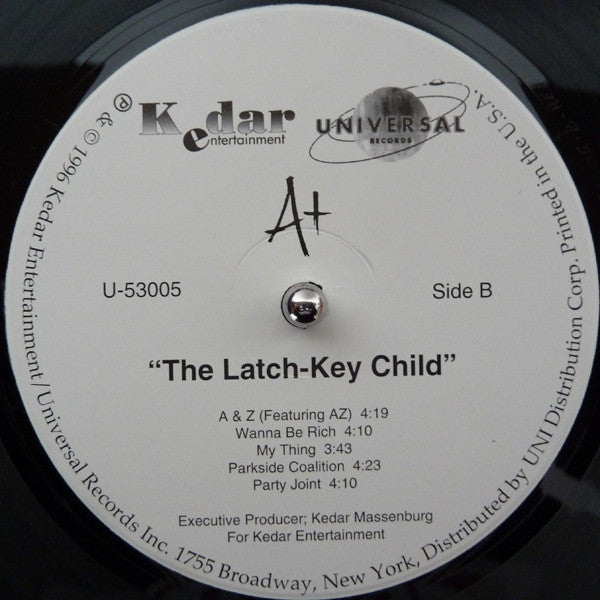 Kedar
entertainment
UNIVERSAL
RECORDS
A+
U-53005
Side B
“The Latch-Key Child”
A & Z (Featuring AZ) 4:19
Wanna Be Rich 4:10
My Thing 3:43
Parkside Coalition 4:23
Party Joint 4:10
Executive Producer; Kedar Massenburg
For Kedar Entertainment
℗ & © 1996 Kedar Entertainment/Universal Records Inc. 1755 Broadway, New York, Distributed by UNI Distribution Corp. Printed in the U.S.A.